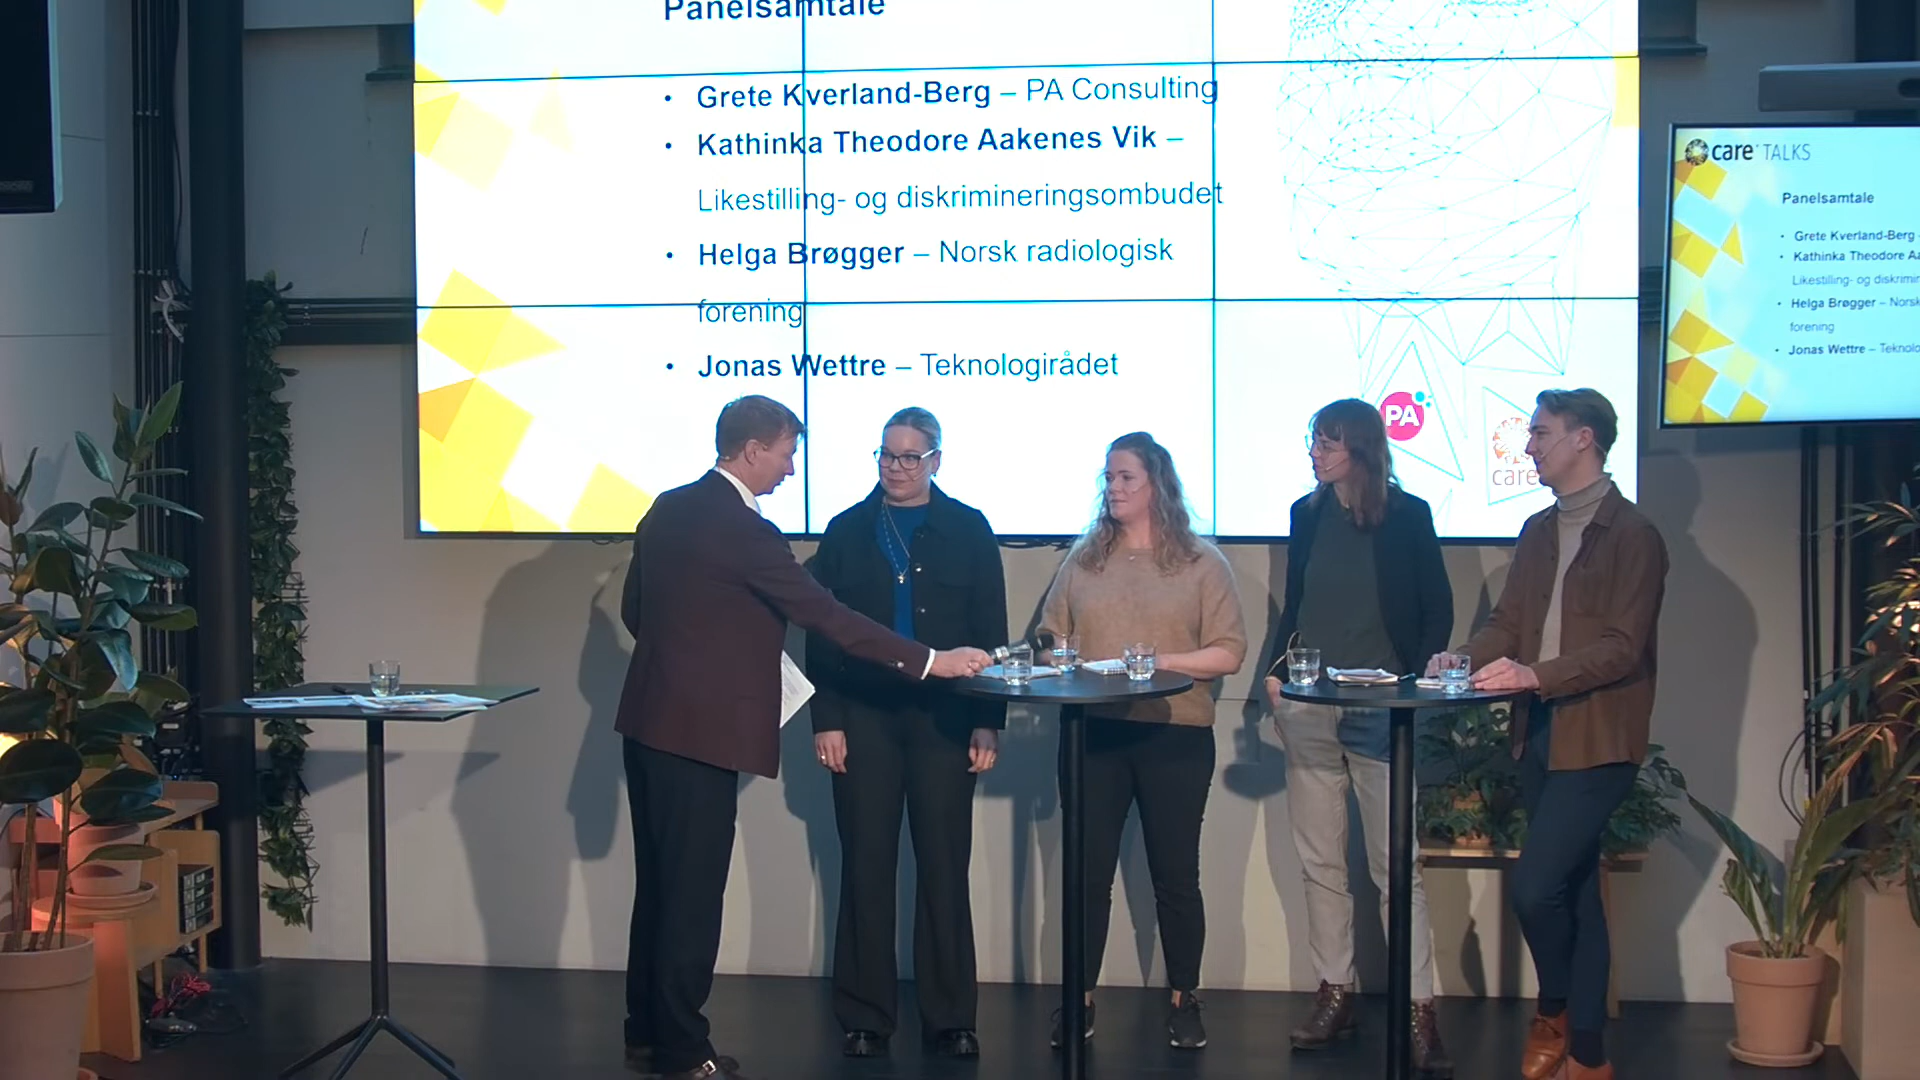 Panelsamtale
• Grete Kverland-Berg – PA Consulting
• Kathinka Theodore Aakenes Vik –
Likestilling- og diskrimineringsombudet
• Helga Brøgger – Norsk radiologisk
forening
• Jonas Wettre – Teknologirådet
PA
care
care TALKS
Panelsamtale
• Grete Kverland-Berg
• Kathinka Theodore
Likestilling- og
• Helga Brøgger –
forening
• Jonas Wettre –